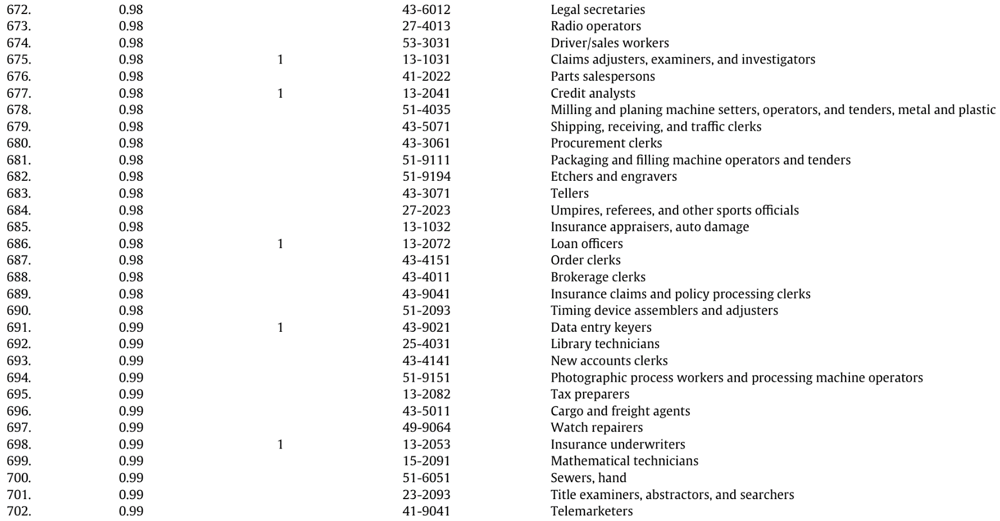 672. 0.98 43-6012 Legal secretaries
673. 0.98 27-4013 Radio operators
674. 0.98 53-3031 Driver/sales workers
675. 0.98 1 13-1031 Claims adjusters, examiners, and investigators
676. 0.98 41-2022 Parts salespersons
677. 0.98 1 13-2041 Credit analysts
678. 0.98 51-4035 Milling and planing machine setters, operators, and tenders, metal and plastic
679. 0.98 43-5071 Shipping, receiving, and traffic clerks
680. 0.98 43-3061 Procurement clerks
681. 0.98 51-9111 Packaging and filling machine operators and tenders
682. 0.98 51-9194 Etchers and engravers
683. 0.98 43-3071 Tellers
684. 0.98 27-2023 Umpires, referees, and other sports officials
685. 0.98 13-1032 Insurance appraisers, auto damage
686. 0.98 1 13-2072 Loan officers
687. 0.98 43-4151 Order clerks
688. 0.98 43-4011 Brokerage clerks
689. 0.98 43-9041 Insurance claims and policy processing clerks
690. 0.98 51-2093 Timing device assemblers and adjusters
691. 0.99 1 43-9021 Data entry keyers
692. 0.99 25-4031 Library technicians
693. 0.99 43-4141 New accounts clerks
694. 0.99 51-9151 Photographic process workers and processing machine operators
695. 0.99 13-2082 Tax preparers
696. 0.99 43-5011 Cargo and freight agents
697. 0.99 49-9064 Watch repairers
698. 0.99 1 13-2053 Insurance underwriters
699. 0.99 15-2091 Mathematical technicians
700. 0.99 51-6051 Sewers, hand
701. 0.99 23-2093 Title examiners, abstractors, and searchers
702. 0.99 41-9041 Telemarketers